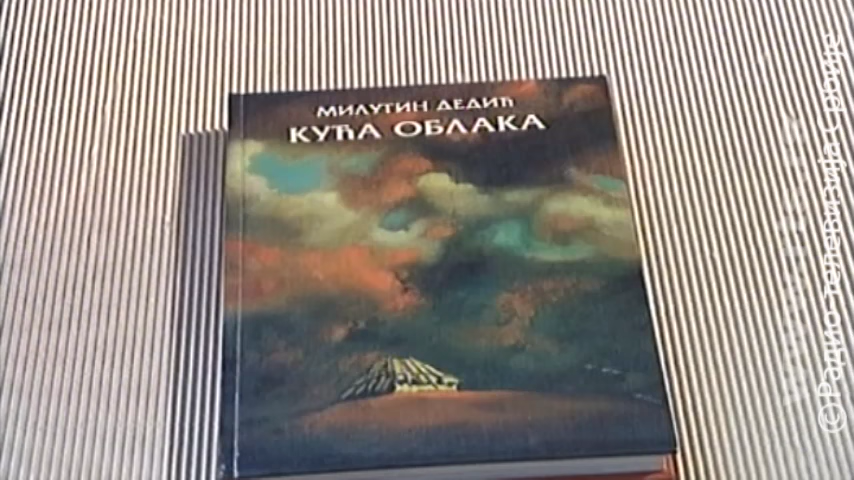 МИЛУТИН ДЕДИЋ
КУЋА ОБЛАКА
©Радио-телевизија Србије